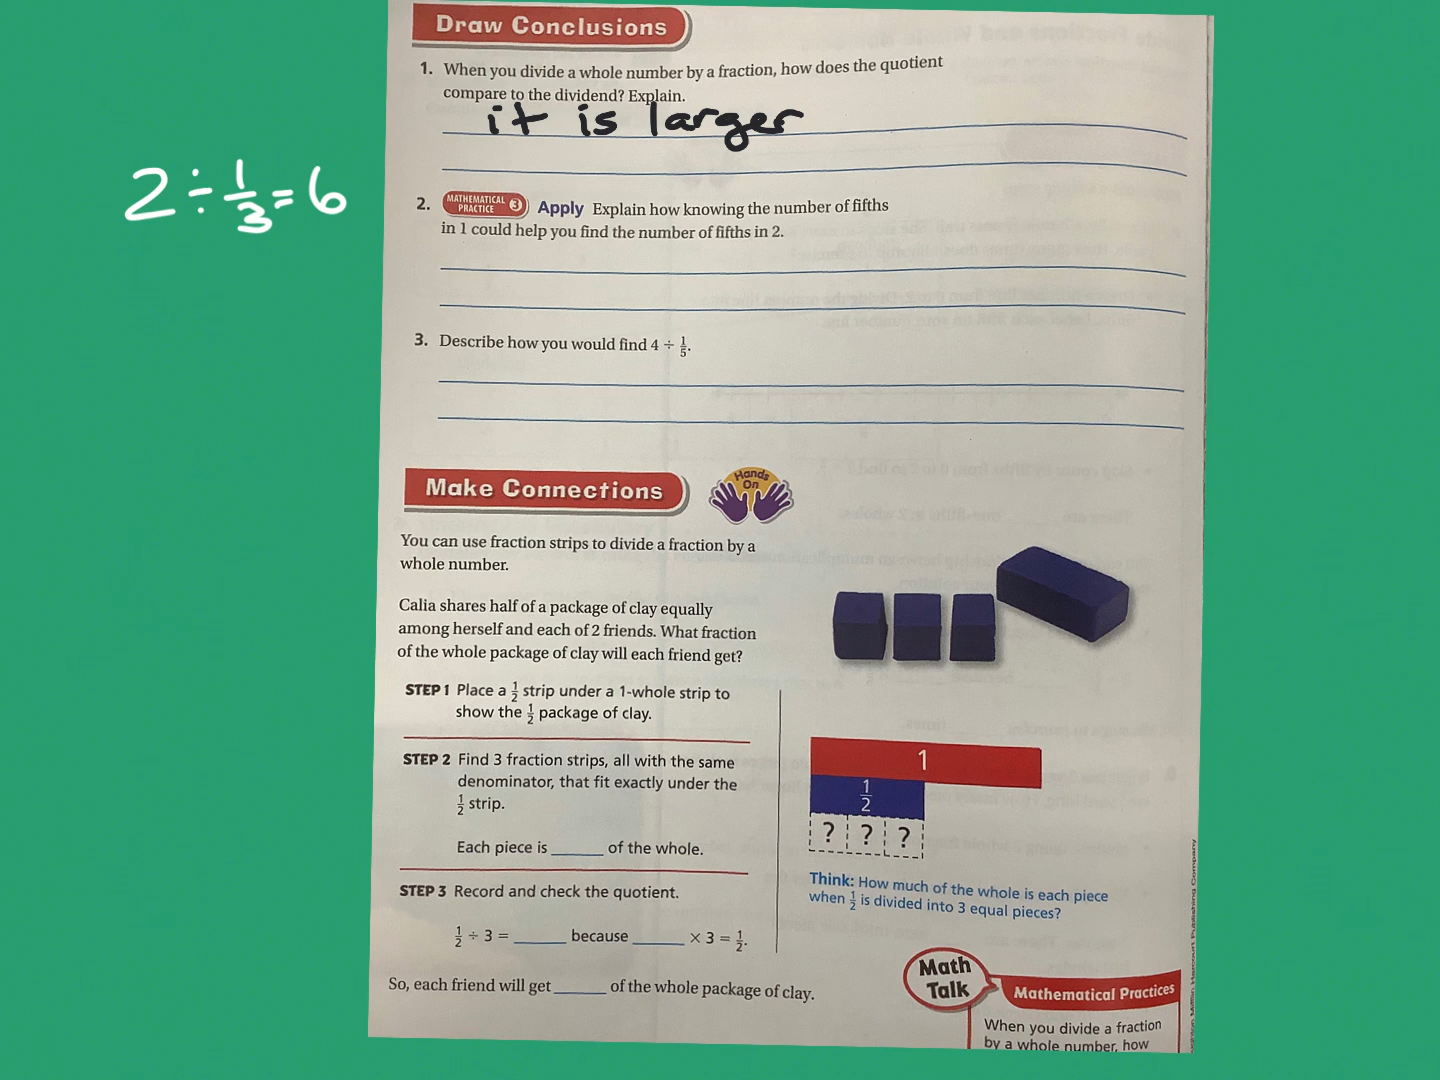 Draw Conclusions
1. When you divide a whole number by a fraction, how does the quotient
compare to the dividend? Explain.
it is larger
2 ÷ 1/3 = 6
2. MATHEMATICAL PRACTICE 3 Apply Explain how knowing the number of fifths
in 1 could help you find the number of fifths in 2.
3. Describe how you would find 4 ÷ 1/5.
Make Connections
Hands On
You can use fraction strips to divide a fraction by a
whole number.
Calia shares half of a package of clay equally
among herself and each of 2 friends. What fraction
of the whole package of clay will each friend get?
STEP 1 Place a 1/2 strip under a 1-whole strip to
show the 1/2 package of clay.
STEP 2 Find 3 fraction strips, all with the same
denominator, that fit exactly under the
1/2 strip.
Each piece is ______ of the whole.
STEP 3 Record and check the quotient.
1/2 ÷ 3 = ______ because ______ × 3 = 1/2.
So, each friend will get ______ of the whole package of clay.
1
1/2
? ? ?
Think: How much of the whole is each piece
when 1/2 is divided into 3 equal pieces?
Math
Talk
Mathematical Practices
When you divide a fraction
by a whole number, how
Harcourt Publishing Company